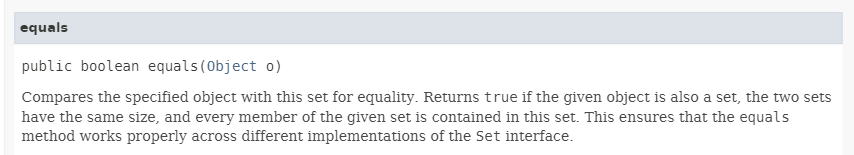 equals
public boolean equals(Object o)
Compares the specified object with this set for equality. Returns true if the given object is also a set, the two sets
have the same size, and every member of the given set is contained in this set. This ensures that the equals
method works properly across different implementations of the Set interface.